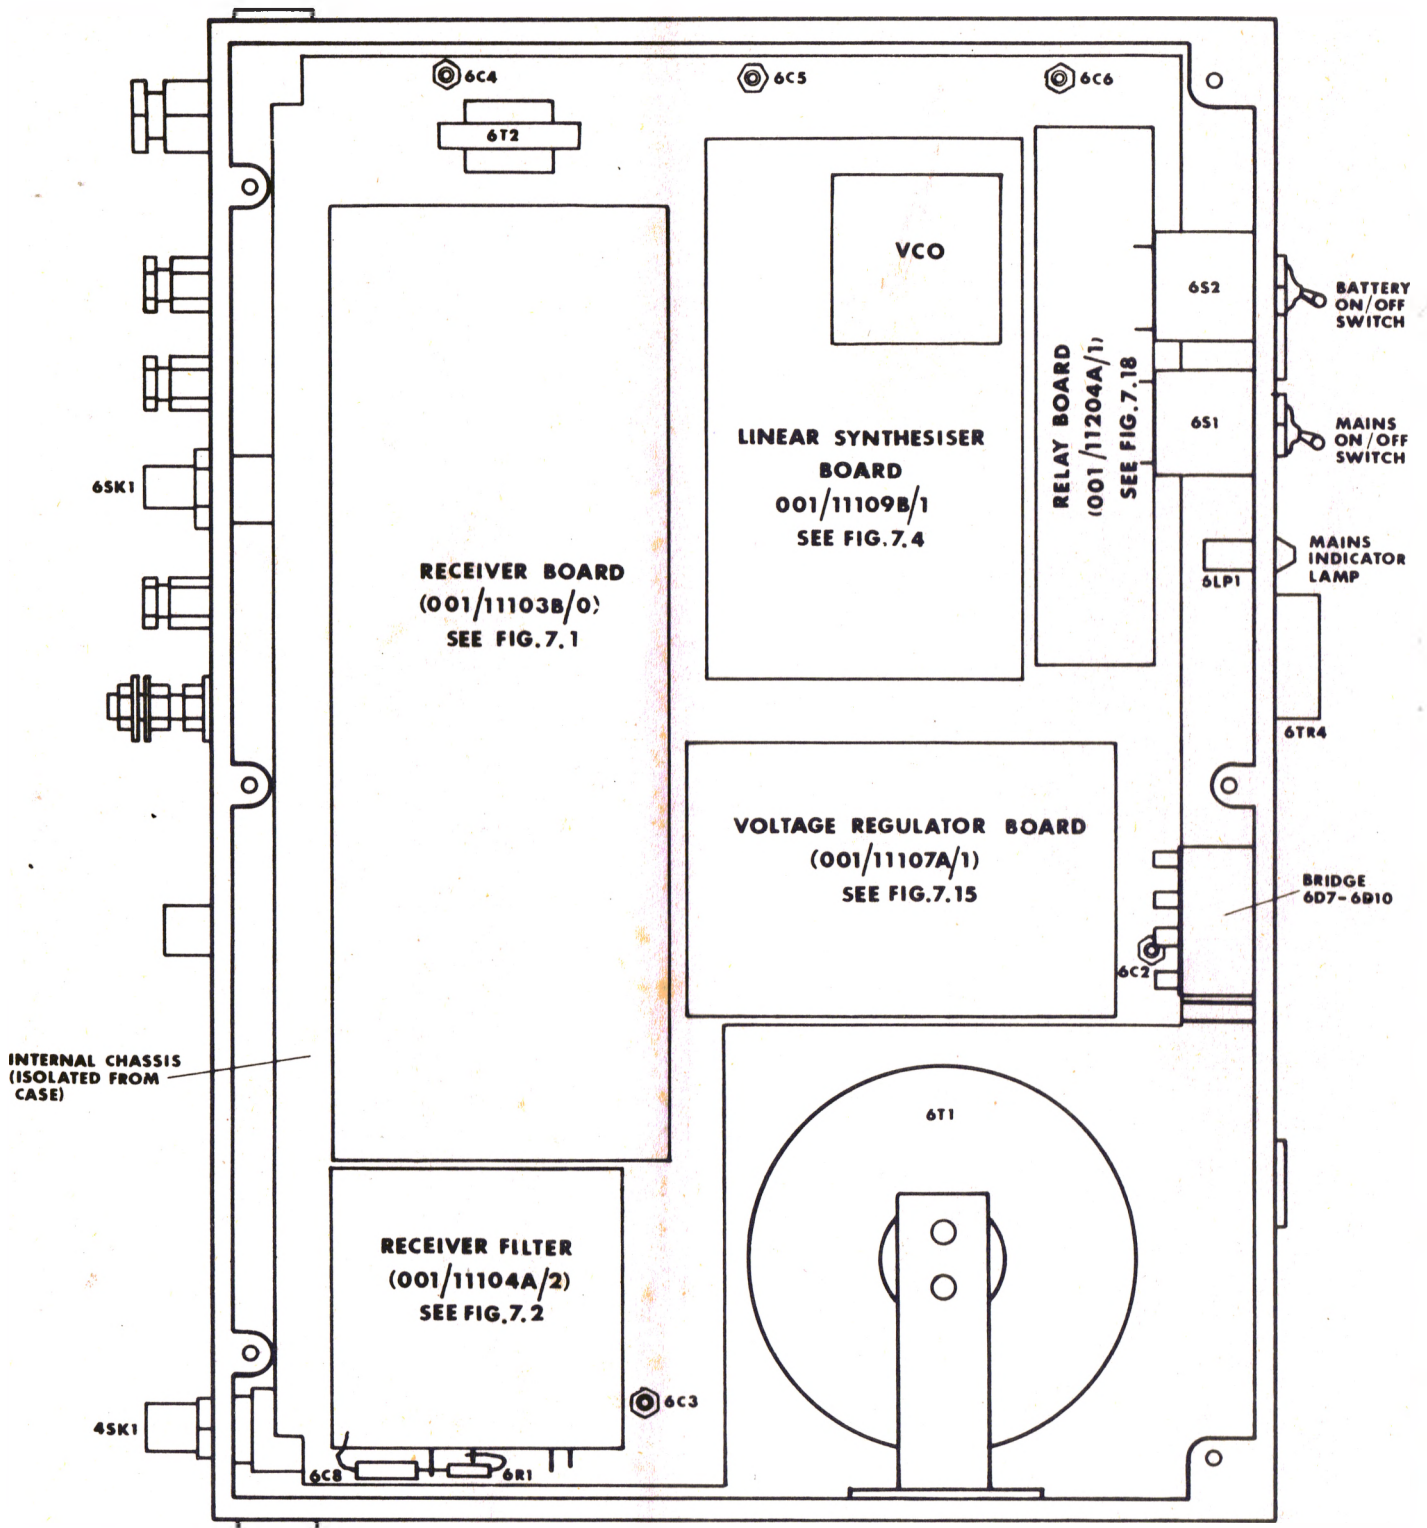 6C4
6C5
6C6
6T2
VCO
6S2
BATTERY
ON/OFF
SWITCH
6S1
MAINS
ON/OFF
SWITCH
LINEAR SYNTHESISER
BOARD
001/11109B/1
SEE FIG.7.4
RELAY BOARD
(001/11204A/1)
SEE FIG.7.18
6SK1
MAINS
INDICATOR
LAMP
6LP1
RECEIVER BOARD
(001/11103B/0)
SEE FIG.7.1
6TR4
VOLTAGE REGULATOR BOARD
(001/11107A/1)
SEE FIG.7.15
BRIDGE
6D7-6D10
6C2
INTERNAL CHASSIS
(ISOLATED FROM
CASE)
6T1
RECEIVER FILTER
(001/11104A/2)
SEE FIG.7.2
6C3
4SK1
6C8
6R1